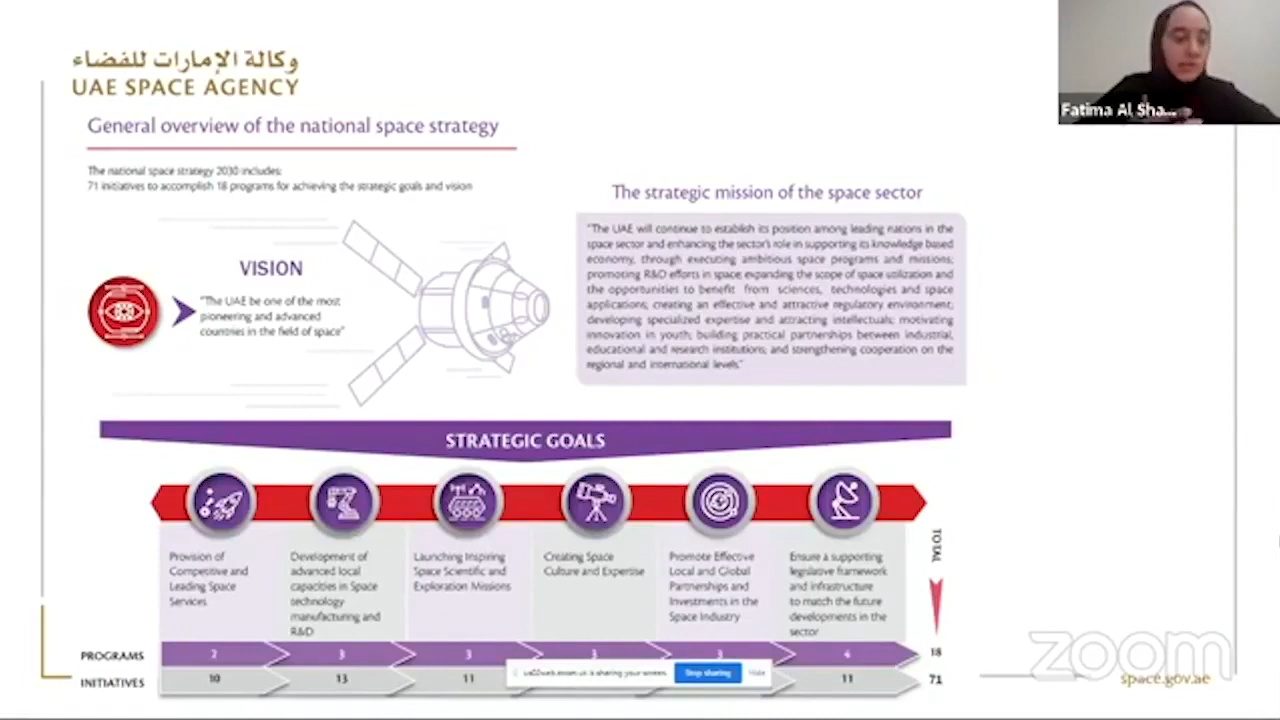 وكالة الإمارات للفضاء
UAE SPACE AGENCY
General overview of the national space strategy
The national space strategy 2030 includes:
71 initiatives to accomplish 18 programs for achieving the strategic goals and vision
VISION
"The UAE be one of the most
pioneering and advanced
countries in the field of space"
The strategic mission of the space sector
"The UAE will continue to establish its position among leading nations in the
space sector and enhancing the sector's role in supporting its knowledge based
economy, through executing ambitious space programs and missions;
promoting R&D efforts in space; expanding the scope of space utilization and
the opportunities to benefit from sciences, technologies and space
applications; creating an effective and attractive regulatory environment;
developing specialized expertise and attracting intellectuals; motivating
innovation in youth; building practical partnerships between industrial,
educational and research institutions; and strengthening cooperation on the
regional and international levels."
Fatima Al Sha...
STRATEGIC GOALS
Provision of
Competitive and
Leading Space
Services
Development of
advanced local
capacities in Space
technology
manufacturing and
R&D
Launching Inspiring
Space Scientific and
Exploration Missions
Creating Space
Culture and Expertise
Promote Effective
Local and Global
Partnerships and
Investments in the
Space Industry
Ensure a supporting
legislative framework
and infrastructure
to match the future
developments in the
sector
TOTAL
PROGRAMS 2 3 3 3 3 4 18
INITIATIVES 10 13 11 11 71
us02web.zoom.us is sharing your screen. Stop sharing Hide
zoom
space.gov.ae